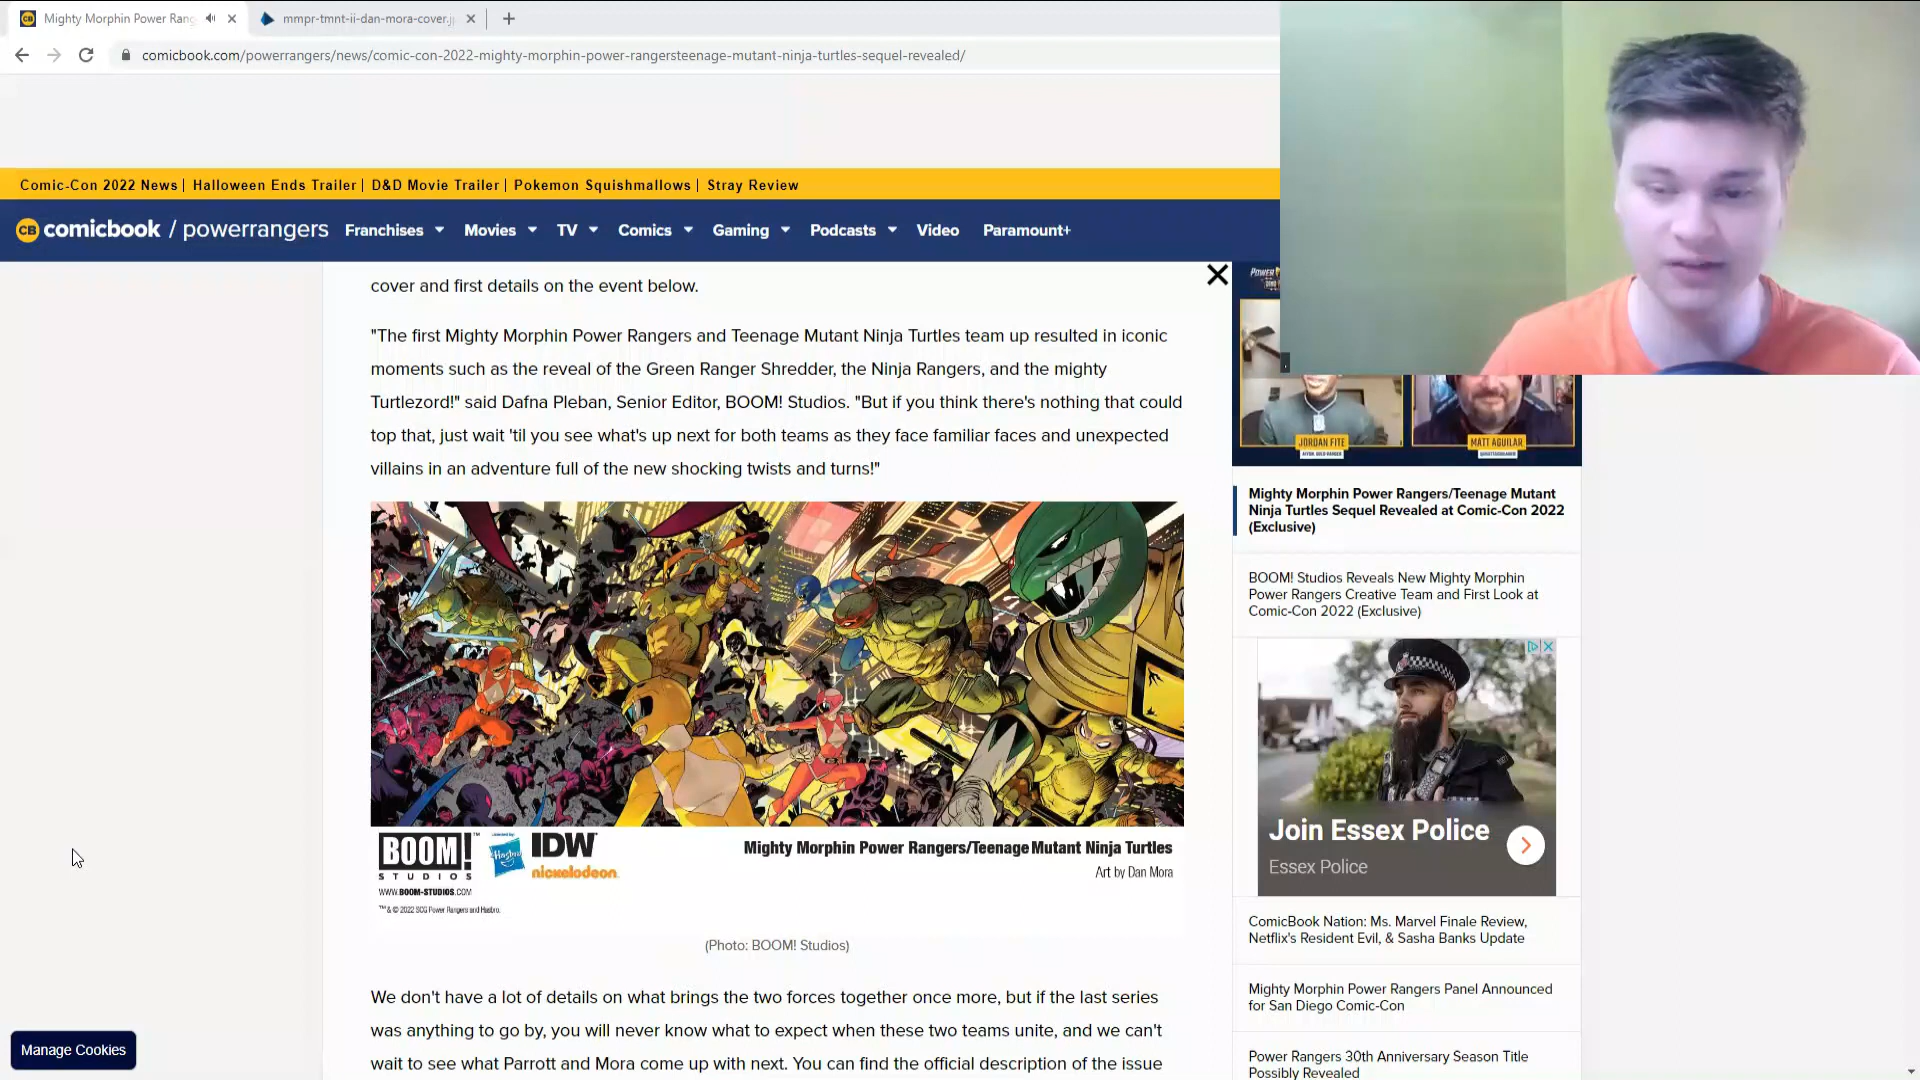 Mighty Morphin Power Rang
mmpr-tmnt-ii-dan-mora-cover.j
comicbook.com/powerrangers/news/comic-con-2022-mighty-morphin-power-rangersteenage-mutant-ninja-turtles-sequel-revealed/
Comic-Con 2022 News | Halloween Ends Trailer | D&D Movie Trailer | Pokemon Squishmallows | Stray Review
CB comicbook / powerrangers Franchises Movies TV Comics Gaming Podcasts Video Paramount+
cover and first details on the event below.
"The first Mighty Morphin Power Rangers and Teenage Mutant Ninja Turtles team up resulted in iconic
moments such as the reveal of the Green Ranger Shredder, the Ninja Rangers, and the mighty
Turtlezord!" said Dafna Pleban, Senior Editor, BOOM! Studios. "But if you think there's nothing that could
top that, just wait 'til you see what's up next for both teams as they face familiar faces and unexpected
villains in an adventure full of the new shocking twists and turns!"
BOOM!™
STUDIOS
WWW.BOOM-STUDIOS.COM
™ & © 2022 SCG Power Rangers and Hasbro.
Hasbro
IDW
nickelodeon
Mighty Morphin Power Rangers/Teenage Mutant Ninja Turtles
Art by Dan Mora
(Photo: BOOM! Studios)
We don't have a lot of details on what brings the two forces together once more, but if the last series
was anything to go by, you will never know what to expect when these two teams unite, and we can't
wait to see what Parrott and Mora come up with next. You can find the official description of the issue
Manage Cookies
POWER
JORDAN FITE
MATT AGUILAR
Mighty Morphin Power Rangers/Teenage Mutant
Ninja Turtles Sequel Revealed at Comic-Con 2022
(Exclusive)
BOOM! Studios Reveals New Mighty Morphin
Power Rangers Creative Team and First Look at
Comic-Con 2022 (Exclusive)
Join Essex Police
Essex Police
ComicBook Nation: Ms. Marvel Finale Review,
Netflix's Resident Evil, & Sasha Banks Update
Mighty Morphin Power Rangers Panel Announced
for San Diego Comic-Con
Power Rangers 30th Anniversary Season Title
Possibly Revealed